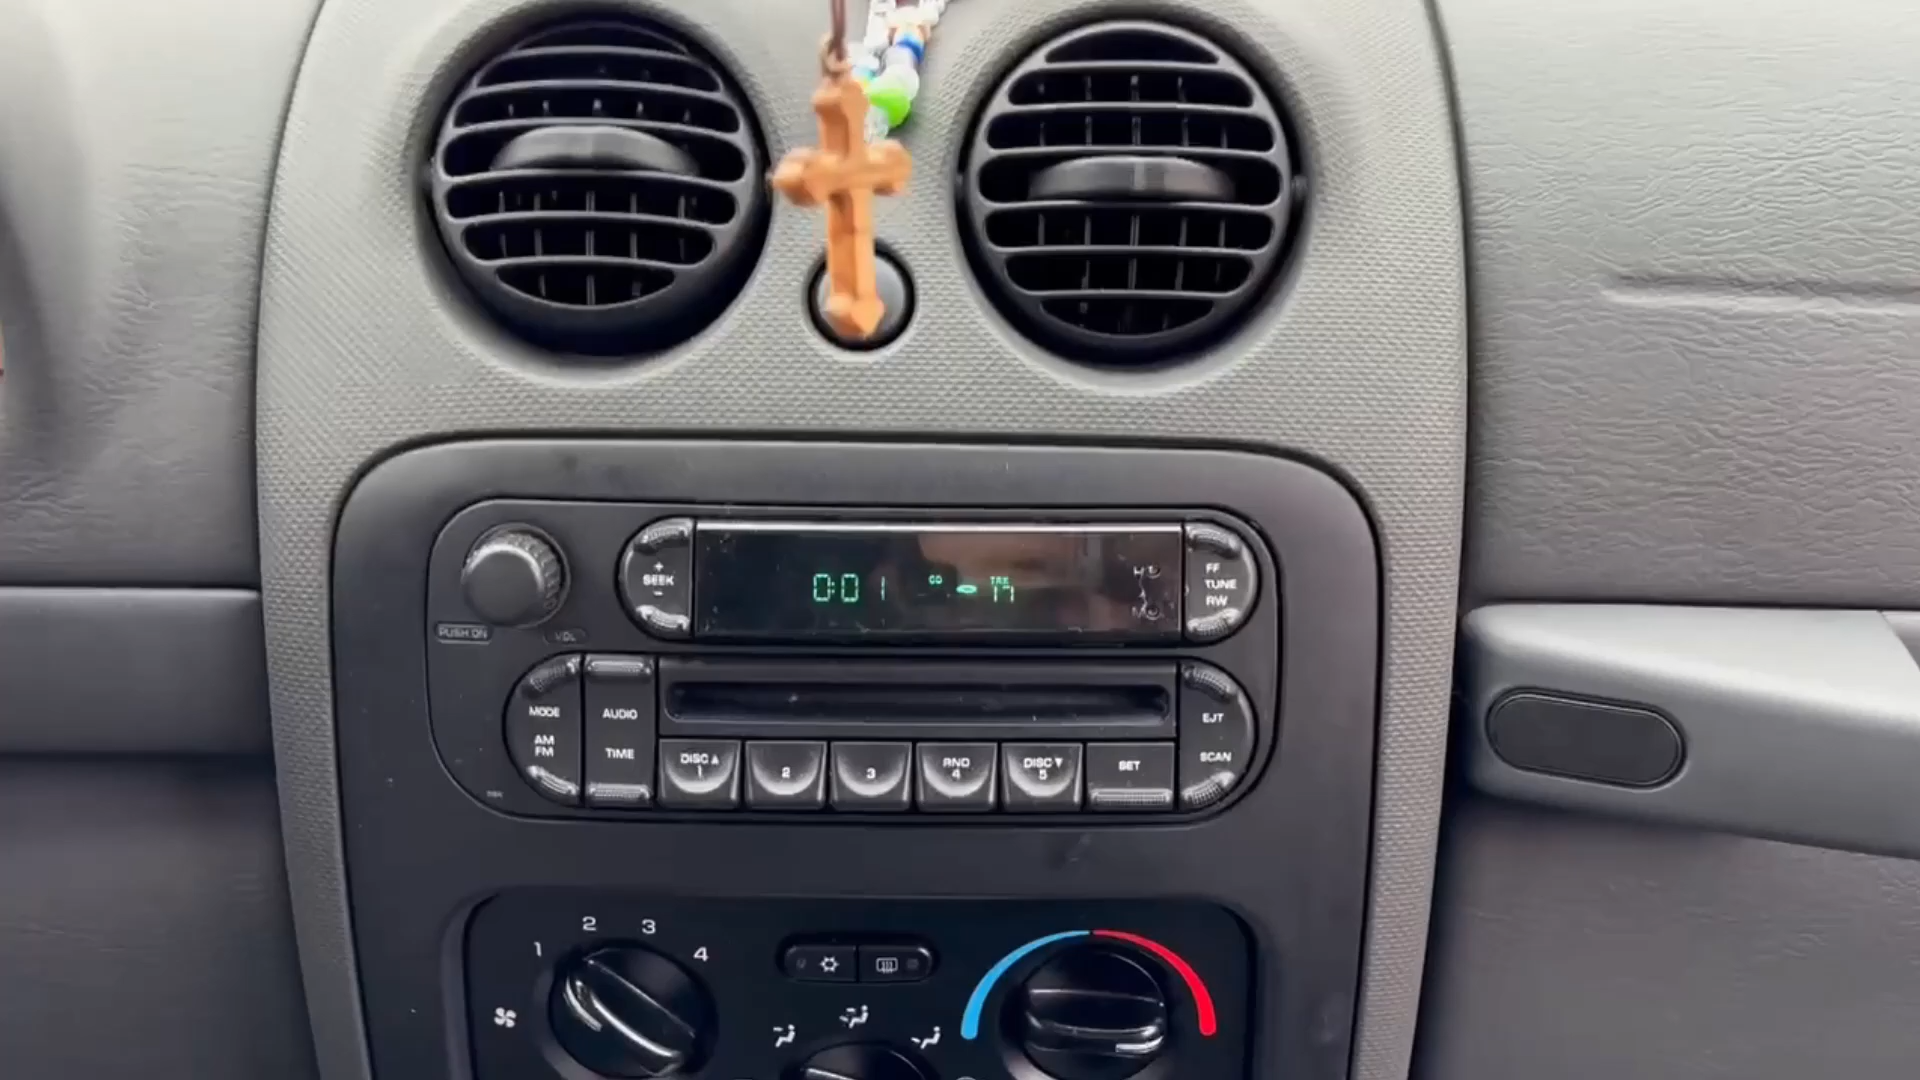 0:01 CD TRK 17
+
SEEK
-
FF
TUNE
RW
PUSH ON
VOL
MODE
AM
FM
AUDIO
TIME
EJT
SCAN
DISC ▲
1
2
3
RND
4
DISC ▼
5
SET
1 2 3 4